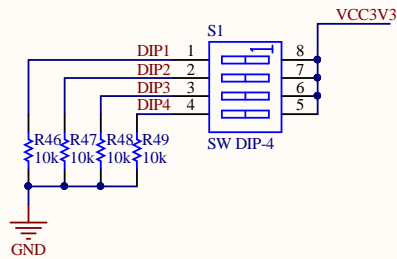 VCC3V3
S1
DIP1 1 8
DIP2 2 7
DIP3 3 6
DIP4 4 5
R46 R47 R48 R49
10k 10k 10k 10k
SW DIP-4
GND